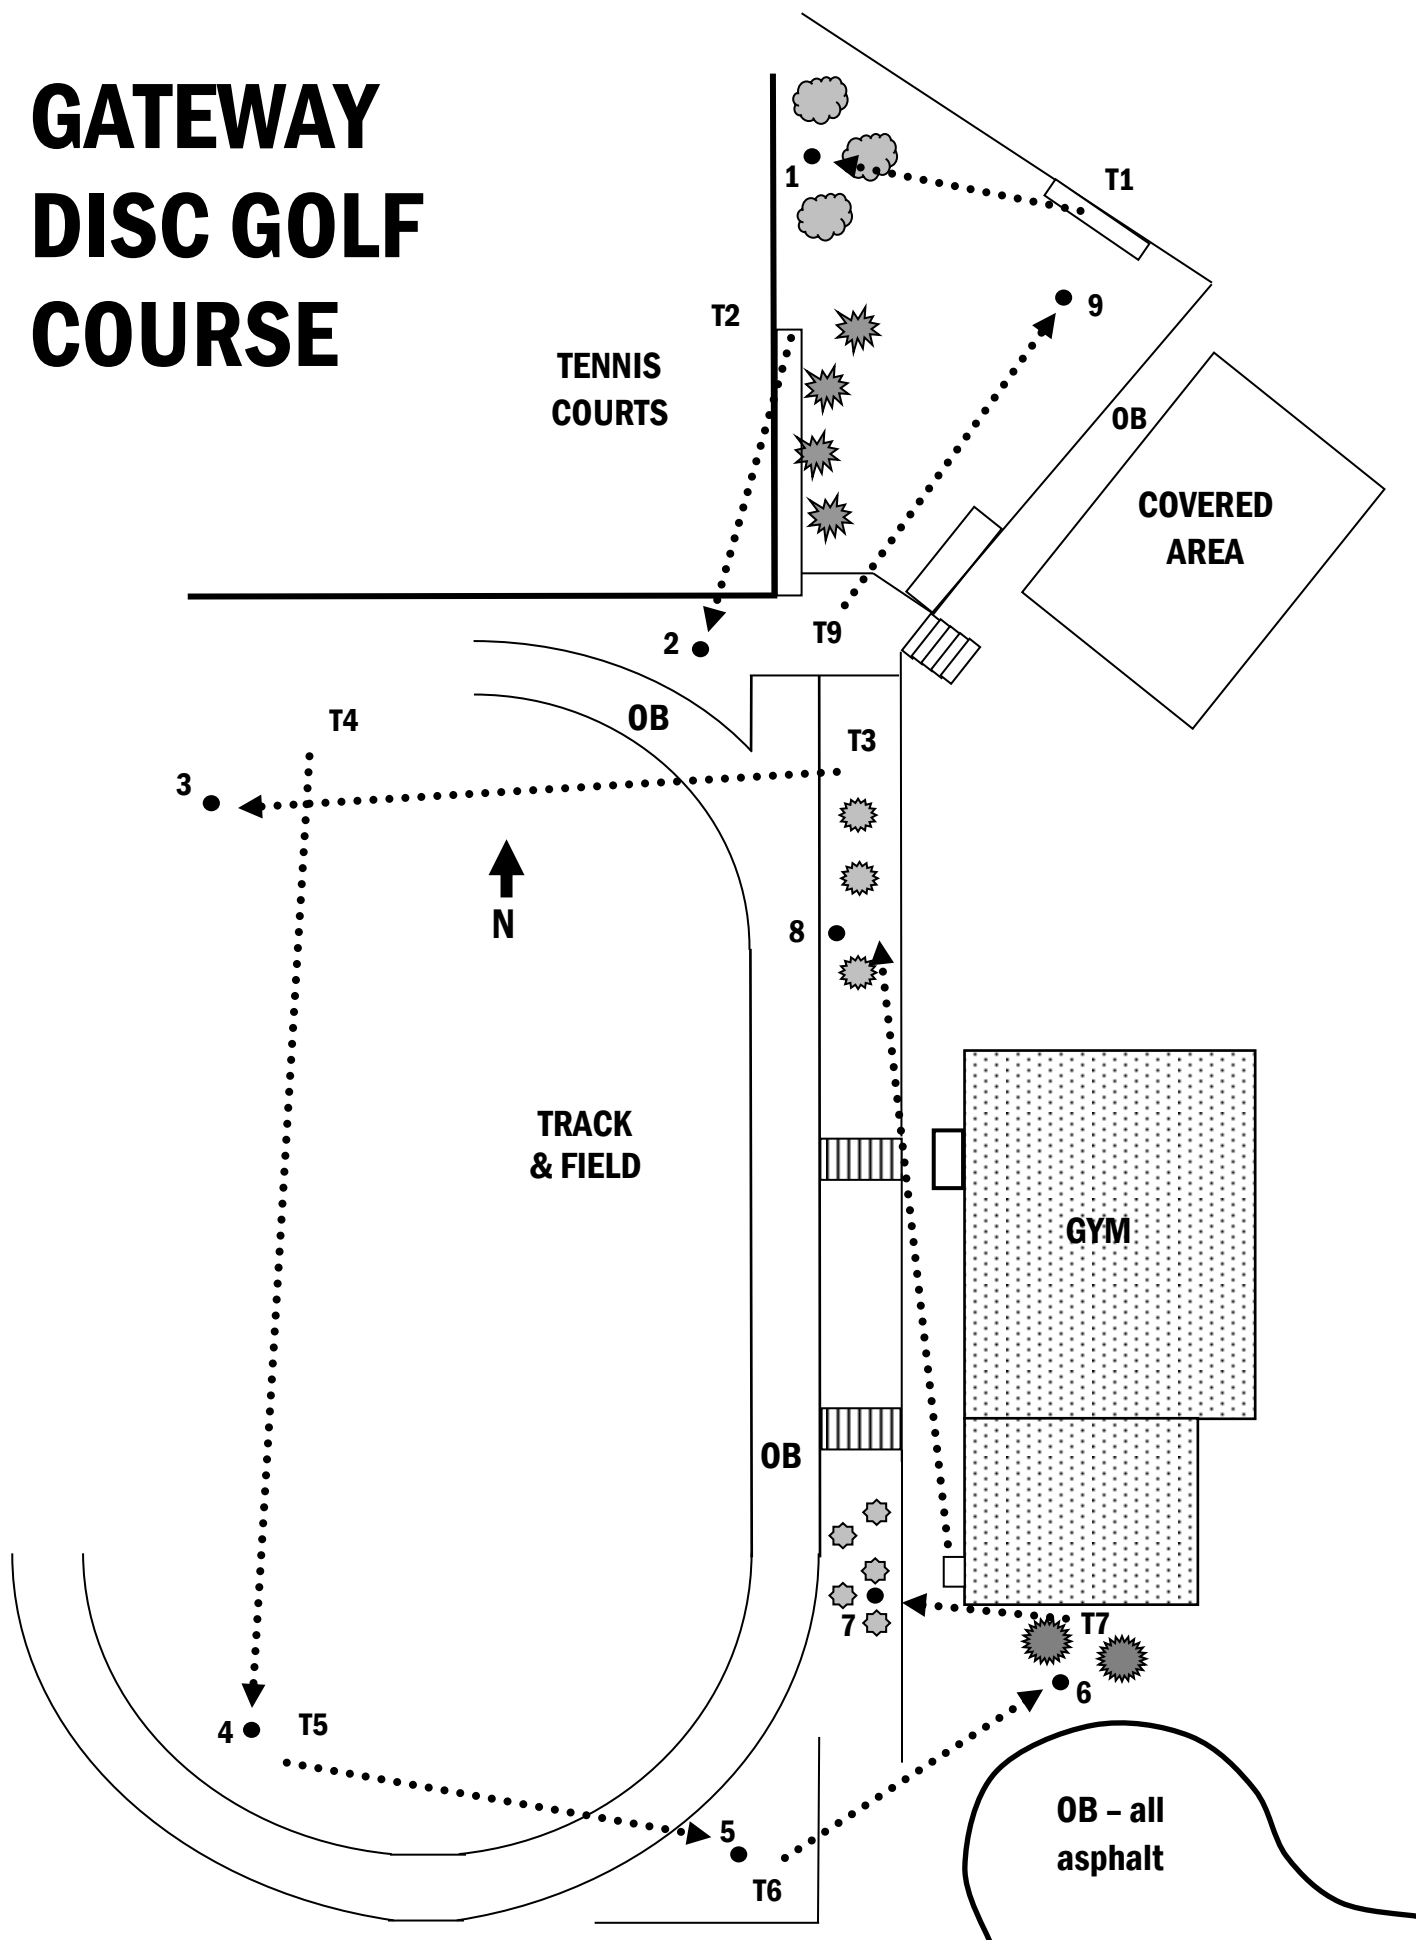 GATEWAY
DISC GOLF
COURSE
T1
1
9
T2
TENNIS
COURTS
OB
COVERED
AREA
T9
2
OB
T4
T3
3
N
8
TRACK
& FIELD
GYM
OB
7
T7
6
T5
4
5
T6
OB – all
asphalt